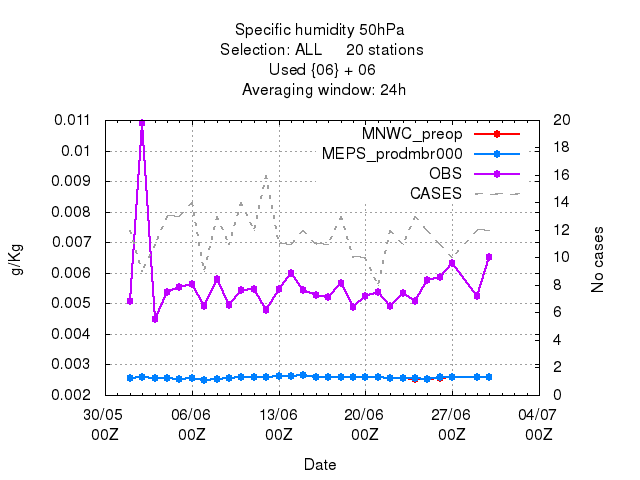 Specific humidity 50hPa
Selection: ALL 20 stations
Used {06} + 06
Averaging window: 24h
MNWC_preop
MEPS_prodmbr000
OBS
CASES
g/Kg
0.011
0.01
0.009
0.008
0.007
0.006
0.005
0.004
0.003
0.002
20
18
16
14
12
10
8
6
4
2
0
No cases
30/05 06/06 13/06 20/06 27/06 04/07
00Z 00Z 00Z 00Z 00Z 00Z
Date